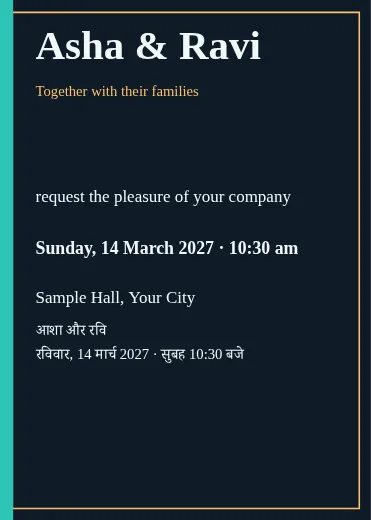 Asha & Ravi
Together with their families
request the pleasure of your company
Sunday, 14 March 2027 · 10:30 am
Sample Hall, Your City
आशा और रवि
रविवार, 14 मार्च 2027 · सुबह 10:30 बजे